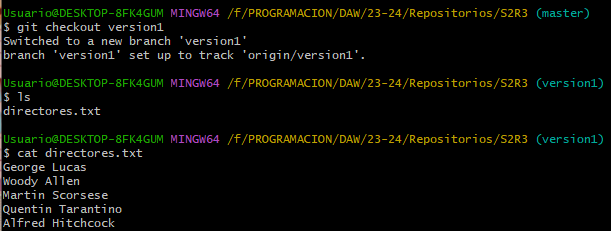 Usuario@DESKTOP-8FK4GUM MINGW64 /f/PROGRAMACION/DAW/23-24/Repositorios/S2R3 (master)
$ git checkout version1
Switched to a new branch 'version1'
branch 'version1' set up to track 'origin/version1'.
Usuario@DESKTOP-8FK4GUM MINGW64 /f/PROGRAMACION/DAW/23-24/Repositorios/S2R3 (version1)
$ ls
directores.txt
Usuario@DESKTOP-8FK4GUM MINGW64 /f/PROGRAMACION/DAW/23-24/Repositorios/S2R3 (version1)
$ cat directores.txt
George Lucas
Woody Allen
Martin Scorsese
Quentin Tarantino
Alfred Hitchcock